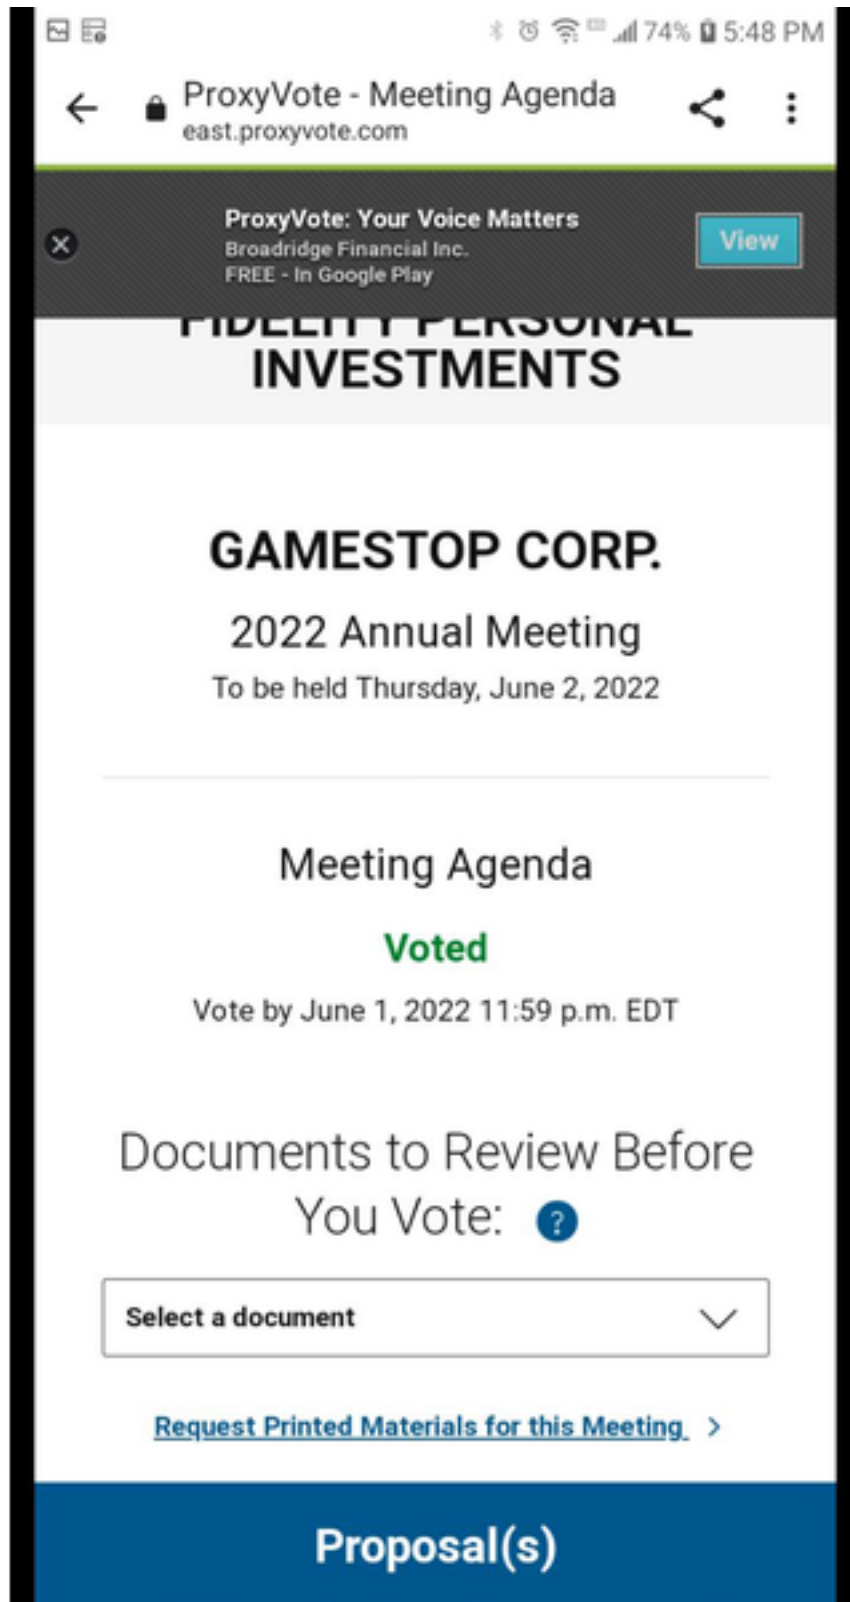 74% 5:48 PM
ProxyVote - Meeting Agenda
east.proxyvote.com
ProxyVote: Your Voice Matters
Broadridge Financial Inc.
FREE - In Google Play
View
FIDELITY PERSONAL
INVESTMENTS
GAMESTOP CORP.
2022 Annual Meeting
To be held Thursday, June 2, 2022
Meeting Agenda
Voted
Vote by June 1, 2022 11:59 p.m. EDT
Documents to Review Before
You Vote: ?
Select a document
Request Printed Materials for this Meeting >
Proposal(s)